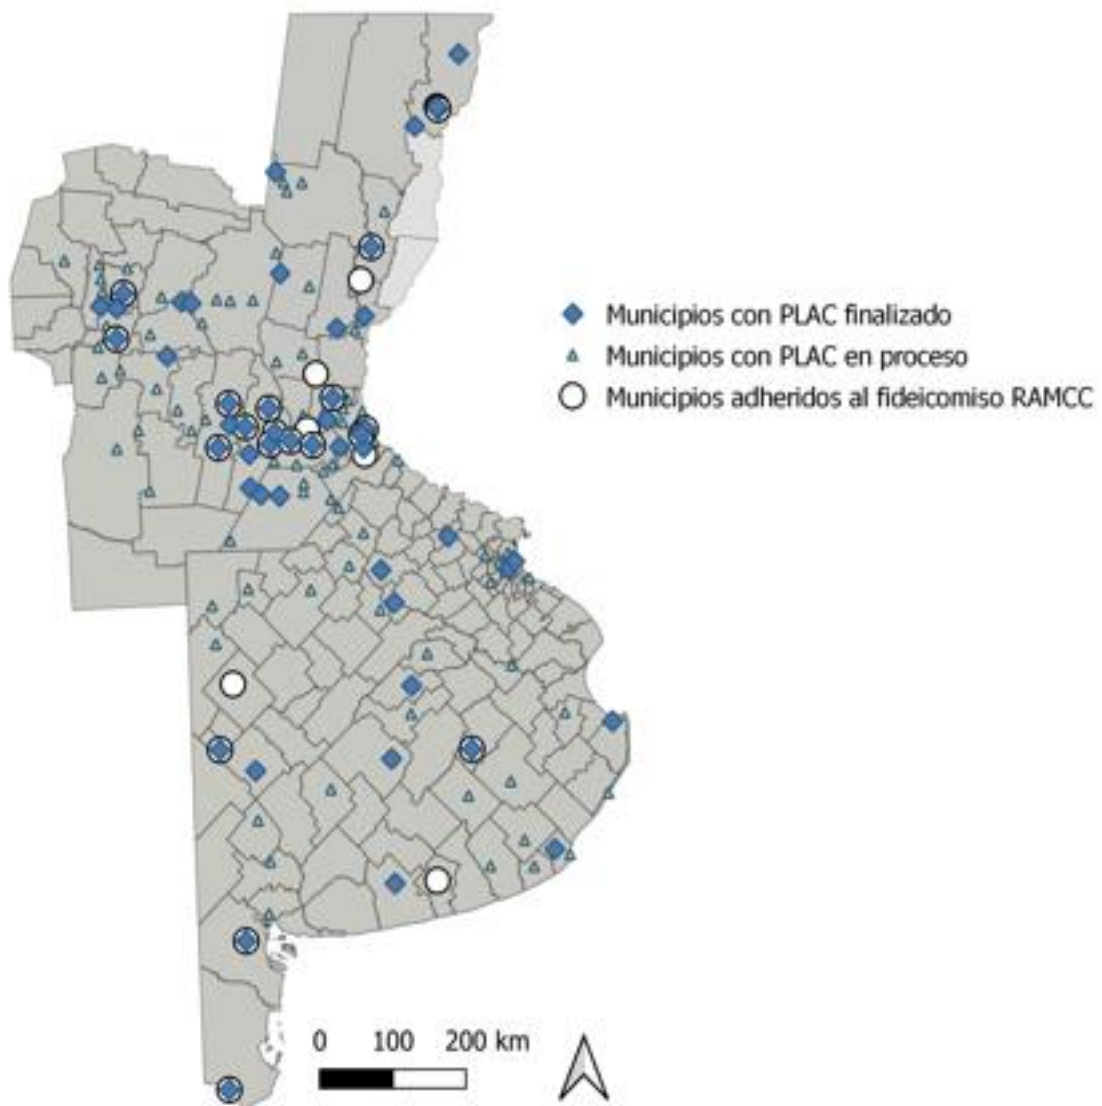 Municipios con PLAC finalizado
Municipios con PLAC en proceso
Municipios adheridos al fideicomiso RAMCC
0 100 200 km